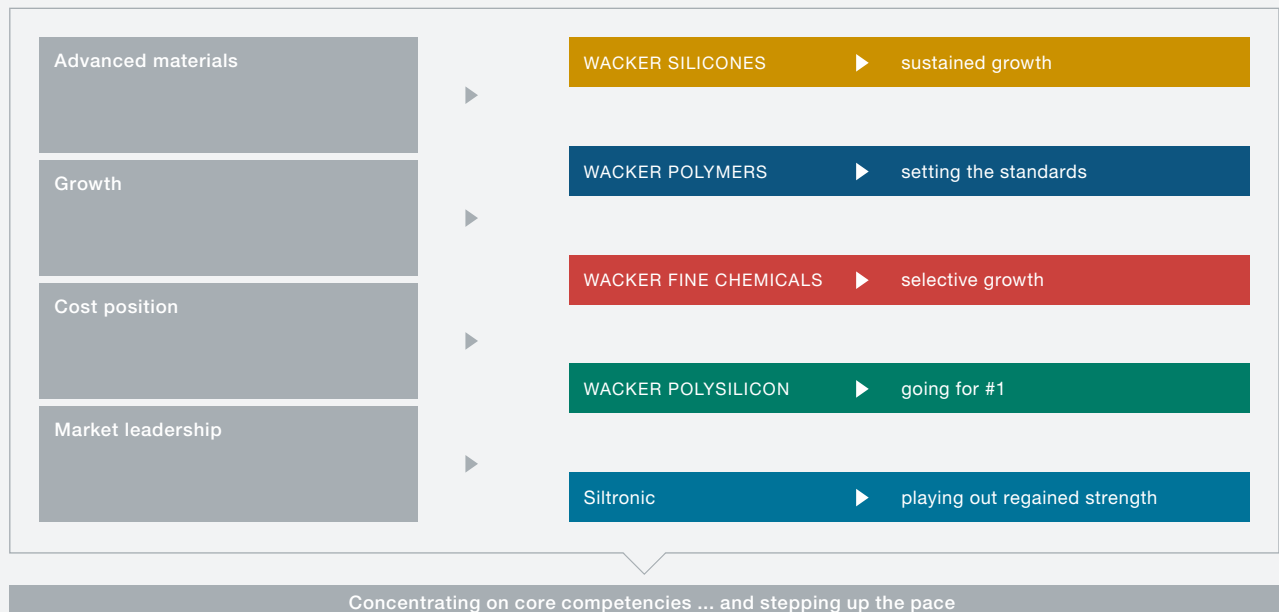 Advanced materials
Growth
Cost position
Market leadership
WACKER SILICONES sustained growth
WACKER POLYMERS setting the standards
WACKER FINE CHEMICALS selective growth
WACKER POLYSILICON going for #1
Siltronic playing out regained strength
Concentrating on core competencies ... and stepping up the pace